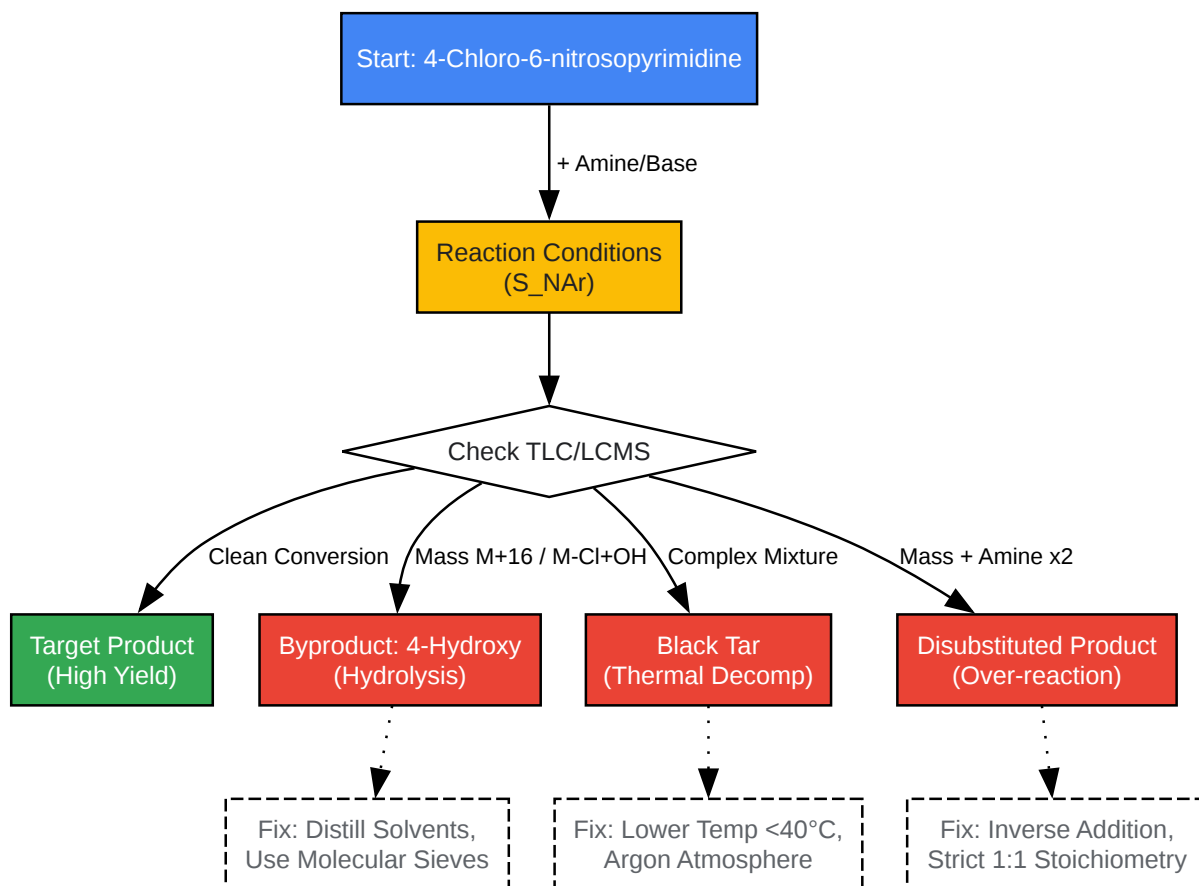 Start: 4-Chloro-6-nitrosopyrimidine
+ Amine/Base
Reaction Conditions
(S_NAr)
Check TLC/LCMS
Clean Conversion
Mass M+16 / M-Cl+OH
Complex Mixture
Mass + Amine x2
Target Product
(High Yield)
Byproduct: 4-Hydroxy
(Hydrolysis)
Black Tar
(Thermal Decomp)
Disubstituted Product
(Over-reaction)
Fix: Distill Solvents,
Use Molecular Sieves
Fix: Lower Temp <40°C,
Argon Atmosphere
Fix: Inverse Addition,
Strict 1:1 Stoichiometry